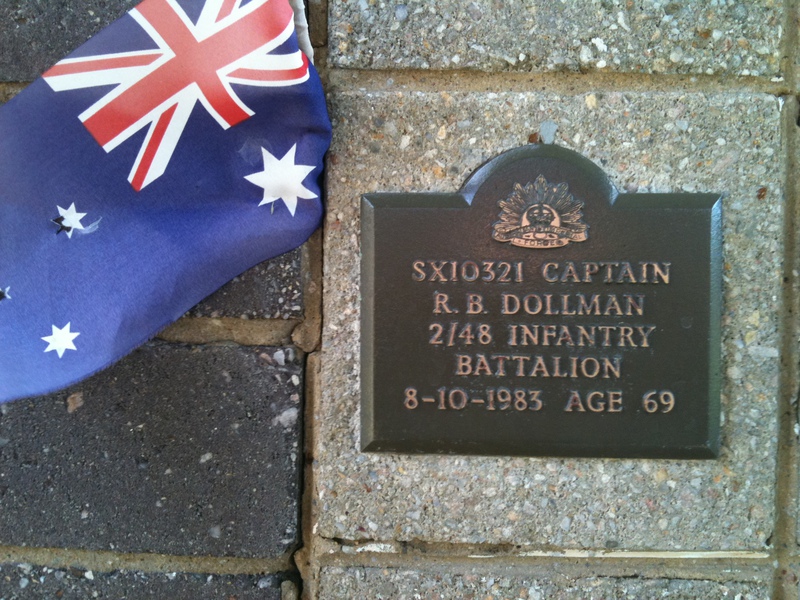 SX10321 CAPTAIN
R. B. DOLLMAN
2/48 INFANTRY
BATTALION
8-10-1983 AGE 69